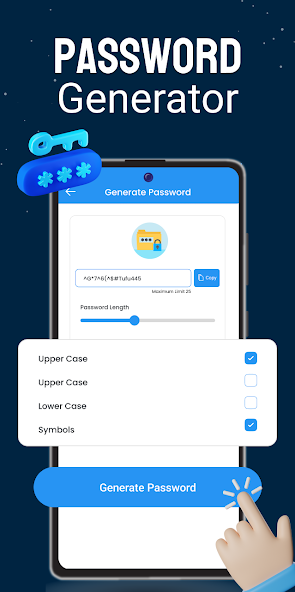 PASSWORD
Generator
***
Generate Password
^G*7^6(^$#Tufu445
Copy
Maximum Limit 25
Password Length
Upper Case
Upper Case
Lower Case
Symbols
Generate Password